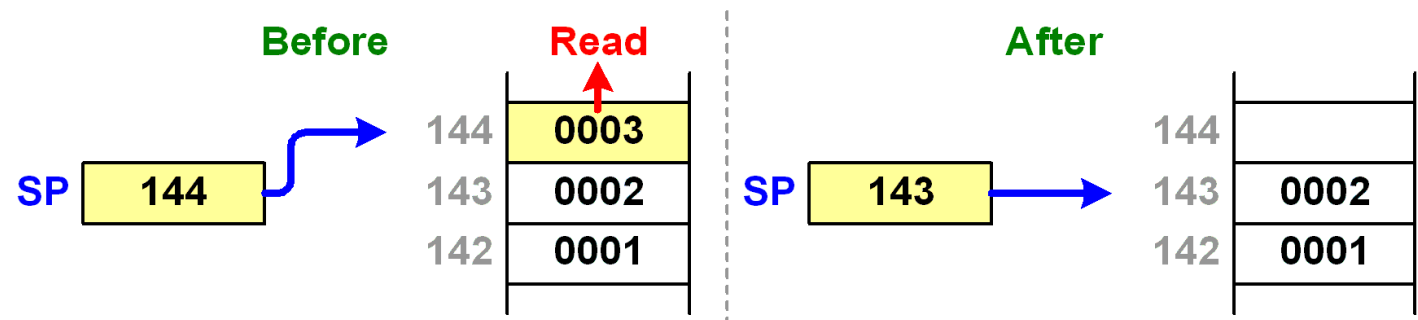 Before Read After
144 0003 144
SP 144 143 0002 SP 143 143 0002
142 0001 142 0001